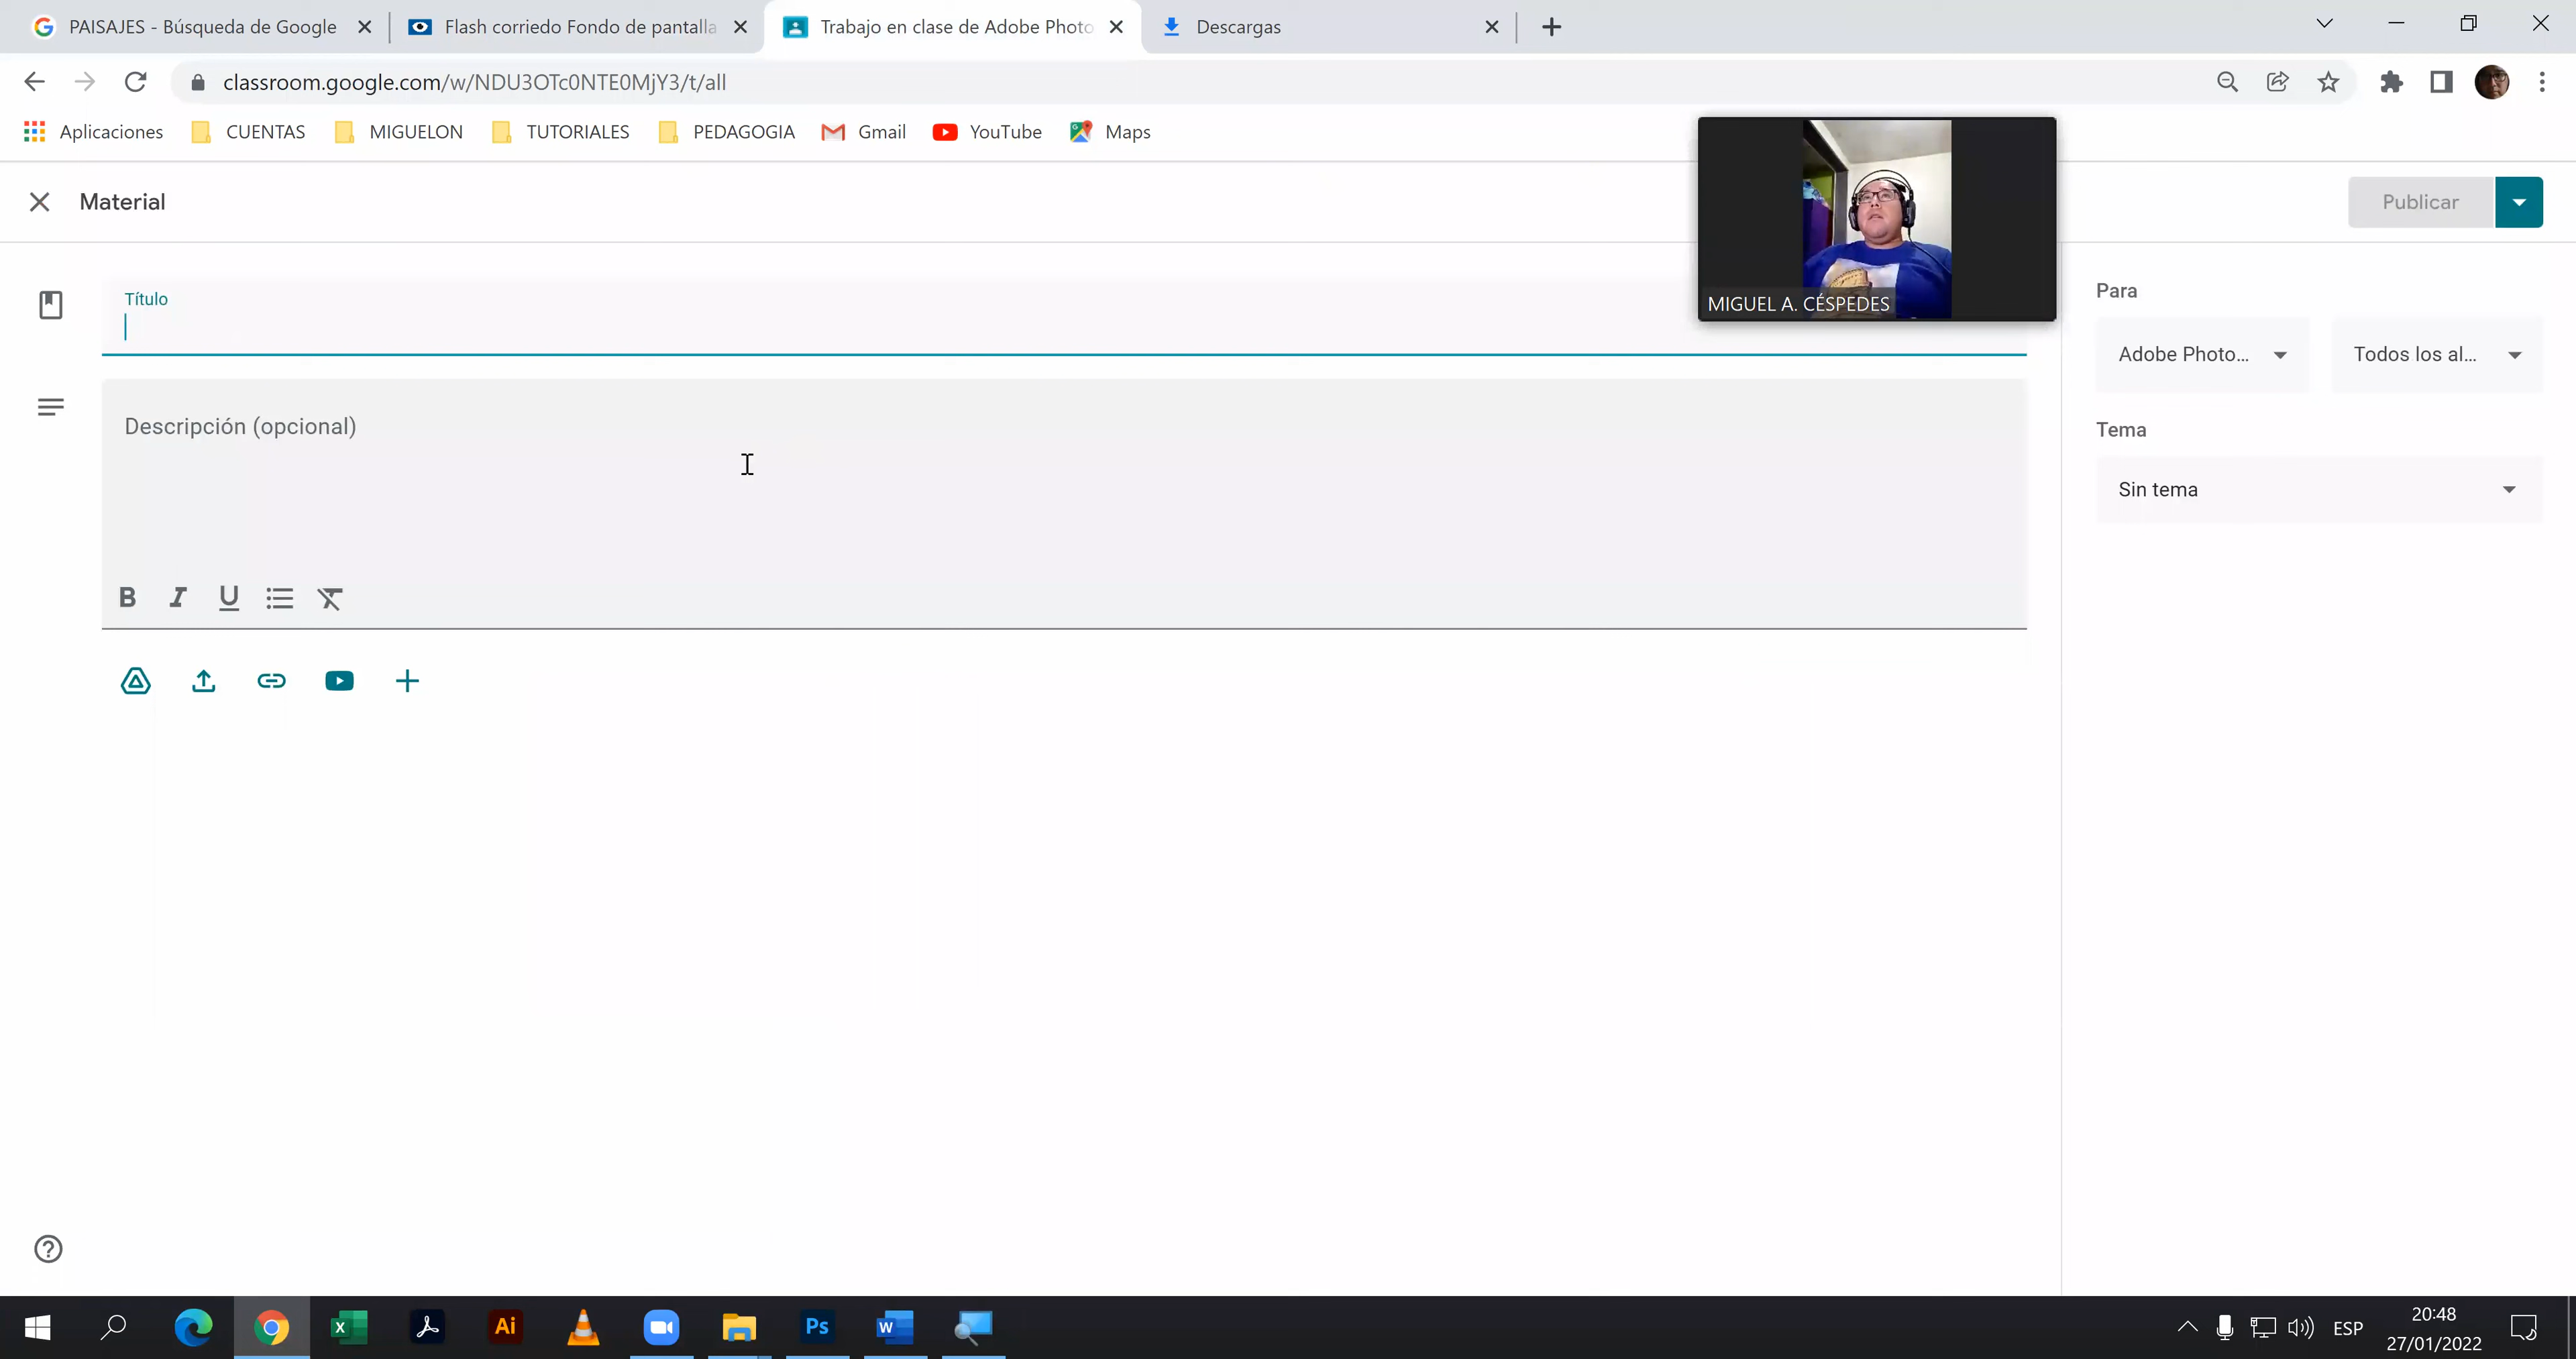 PAISAJES - Búsqueda de Google
Flash corriedo Fondo de pantalla
Trabajo en clase de Adobe Photo
Descargas
classroom.google.com/w/NDU3OTc0NTE0MjY3/t/all
Aplicaciones
CUENTAS
MIGUELON
TUTORIALES
PEDAGOGIA
Gmail
YouTube
Maps
Material
Publicar
MIGUEL A. CÉSPEDES
Título
Descripción (opcional)
B I U
Para
Adobe Photo...
Todos los al...
Tema
Sin tema
Ai
Ps
ESP
20:48
27/01/2022